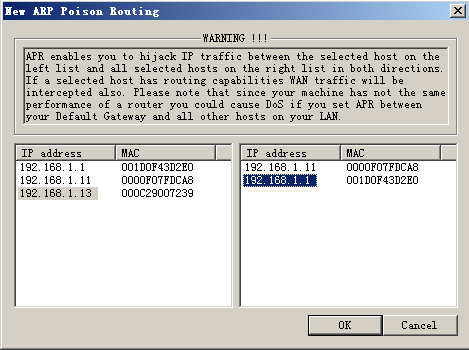 New ARP Poison Routing
WARNING !!!
APR enables you to hijack IP traffic between the selected host on the
left list and all selected hosts on the right list in both directions.
If a selected host has routing capabilities WAN traffic will be
intercepted also. Please note that since your machine has not the same
performance of a router you could cause DoS if you set APR between
your Default Gateway and all other hosts on your LAN.
IP address MAC
192.168.1.1 001D0F43D2E0
192.168.1.11 0000F07FDCA8
192.168.1.13 000C29007239
IP address MAC
192.168.1.11 0000F07FDCA8
192.168.1.1 001D0F43D2E0
OK Cancel